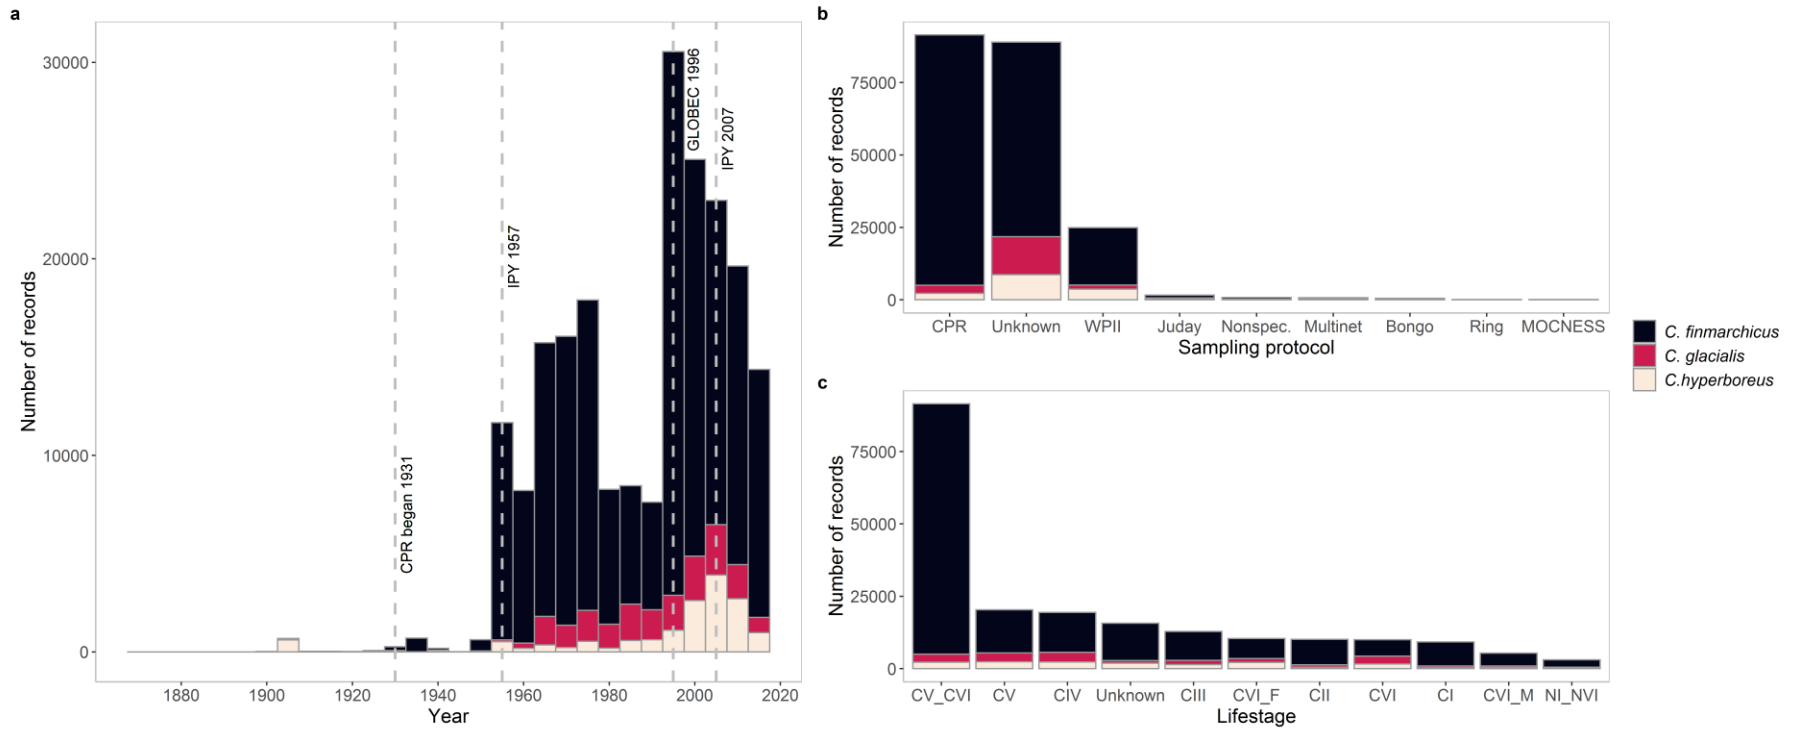 a
30000
20000
10000
0
Number of records
CPR began 1931
IPY 1957
GLOBEC 1996
IPY 2007
1880 1900 1920 1940 1960 1980 2000 2020
Year
b
75000
50000
25000
0
Number of records
CPR Unknown WPII Juday Nonspec. Multinet Bongo Ring MOCNESS
Sampling protocol
c
75000
50000
25000
0
Number of records
CV_CVI CV CIV Unknown CIII CVI_F CII CVI CI CVI_M NI_NVI
Lifestage
C. finmarchicus
C. glacialis
C.hyperboreus